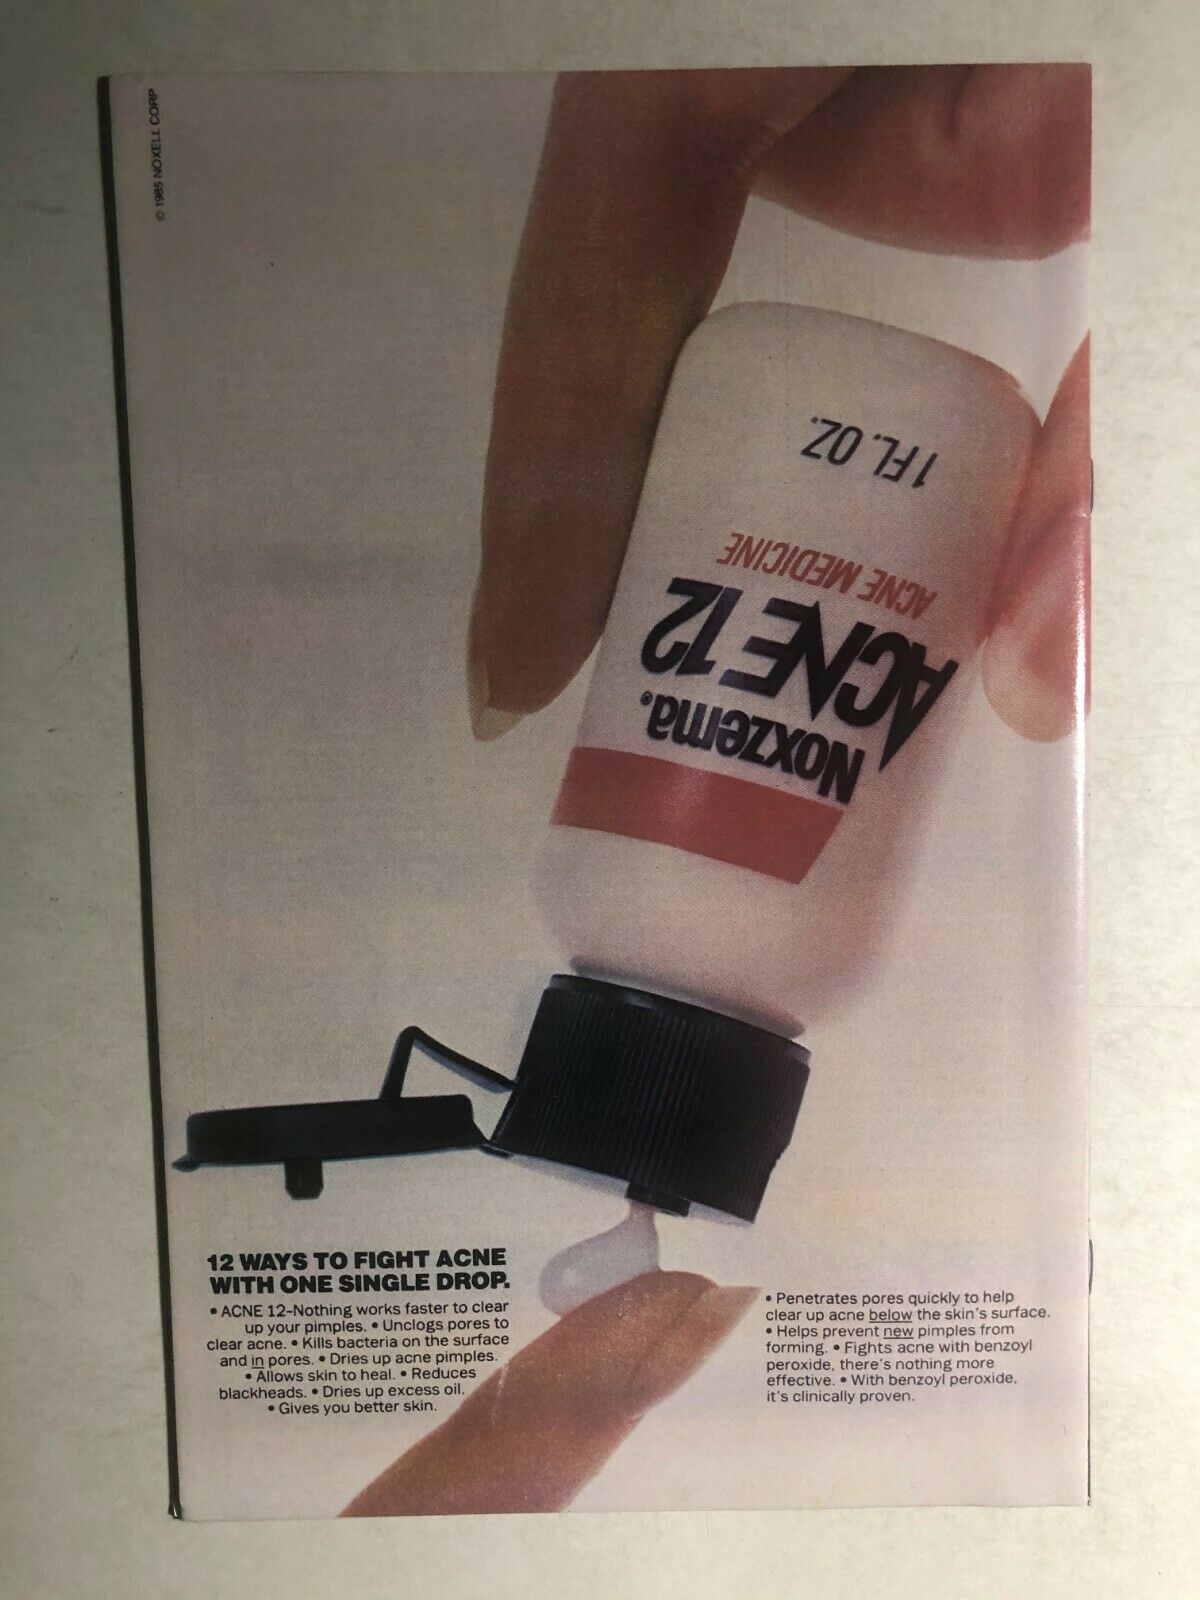 © 1985 NOXELL CORP
1 FL. OZ.
ACNE MEDICINE
ACNE 12
Noxzema®
12 WAYS TO FIGHT ACNE
WITH ONE SINGLE DROP.
• ACNE 12–Nothing works faster to clear
up your pimples. • Unclogs pores to
clear acne. • Kills bacteria on the surface
and in pores. • Dries up acne pimples.
• Allows skin to heal. • Reduces
blackheads. • Dries up excess oil.
• Gives you better skin.
• Penetrates pores quickly to help
clear up acne below the skin's surface.
• Helps prevent new pimples from
forming. • Fights acne with benzoyl
peroxide, there's nothing more
effective. • With benzoyl peroxide,
it's clinically proven.